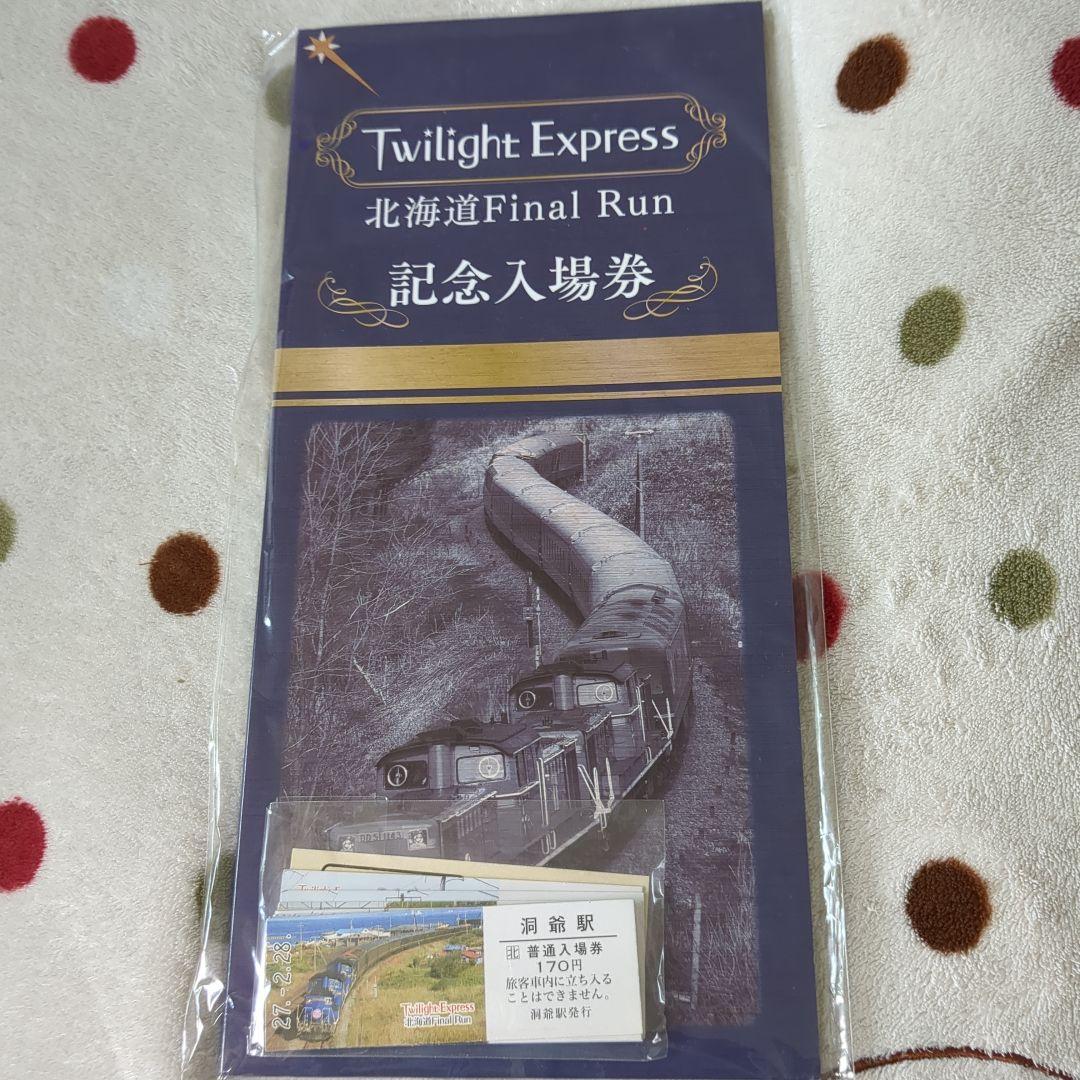 Twilight Express
北海道Final Run
記念入場券
27.-2.28.
Twilight Express
北海道Final Run
洞爺駅
北 普通入場券
170円
旅客車内に立ち入る
ことはできません。
洞爺駅発行